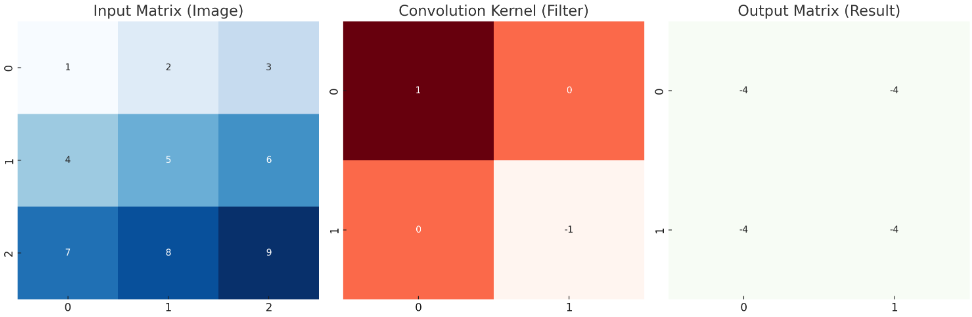 Input Matrix (Image) Convolution Kernel (Filter) Output Matrix (Result)
0 1 2 3
1 4 5 6
2 7 8 9
0 1 2
0 1 0
1 0 -1
0 1
0 -4 -4
1 -4 -4
0 1